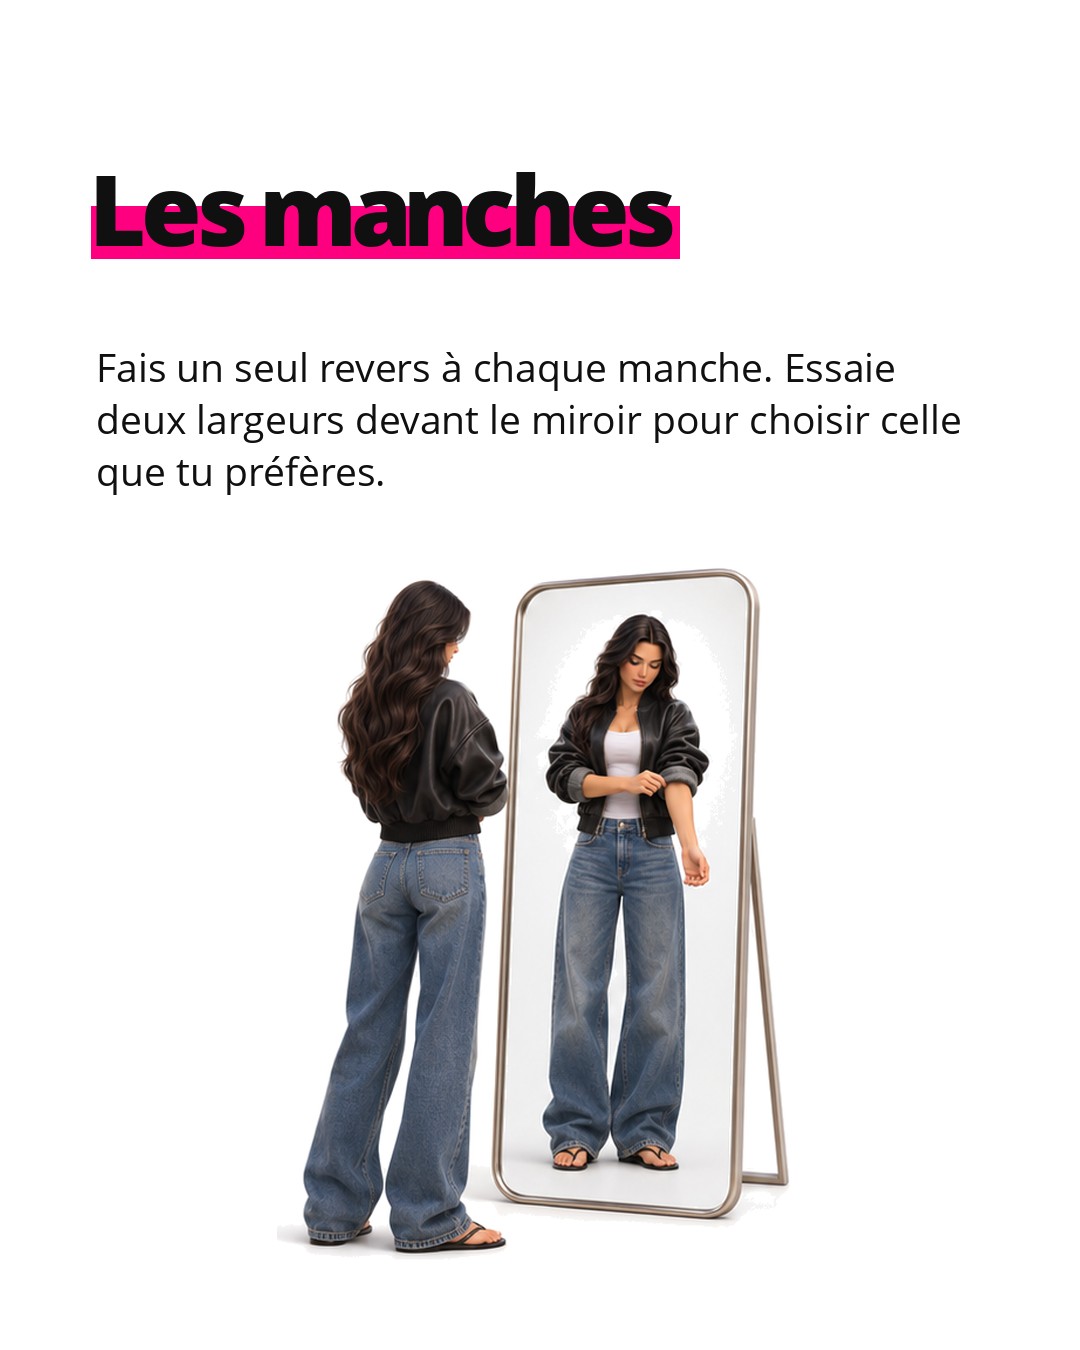 Les manches
Fais un seul revers à chaque manche. Essaie
deux largeurs devant le miroir pour choisir celle
que tu préfères.